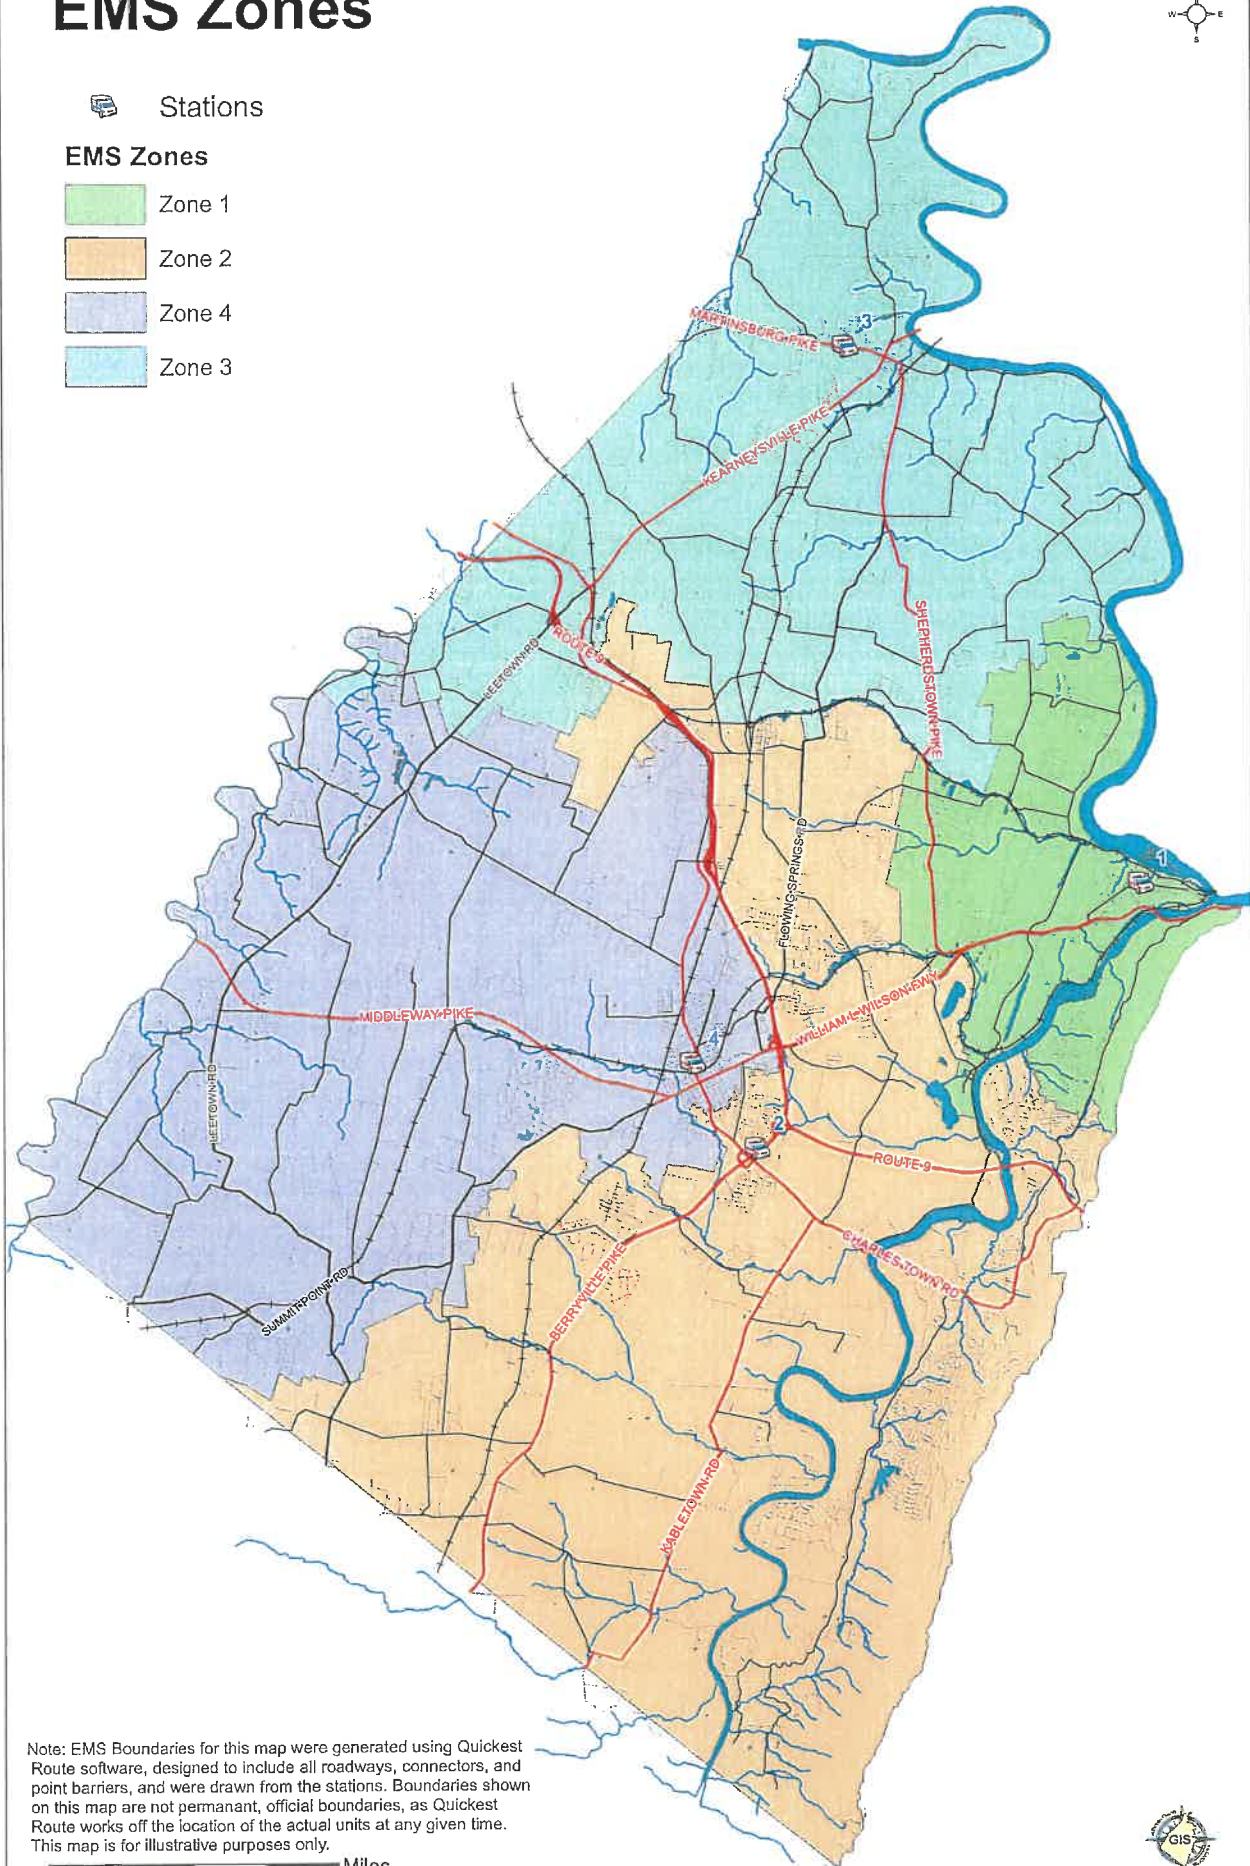 EMS Zones
W
E
S
Stations
EMS Zones
Zone 1
Zone 2
Zone 4
Zone 3
MARTINSBURG PIKE
3
KEARNEYSVILLE PIKE
SHEPHERDSTOWN PIKE
ROUTE 9
LEETOWN RD
FLOWING SPRINGS RD
1
WILLIAM L WILSON FWY
MIDDLEWAY PIKE
4
LEETOWN RD
2
ROUTE 9
CHARLES TOWN RD
BERRYVILLE PIKE
SUMMIT POINT RD
KABLETOWN RD
Note: EMS Boundaries for this map were generated using Quickest
Route software, designed to include all roadways, connectors, and
point barriers, and were drawn from the stations. Boundaries shown
on this map are not permanant, official boundaries, as Quickest
Route works off the location of the actual units at any given time.
This map is for illustrative purposes only.
Miles
GIS